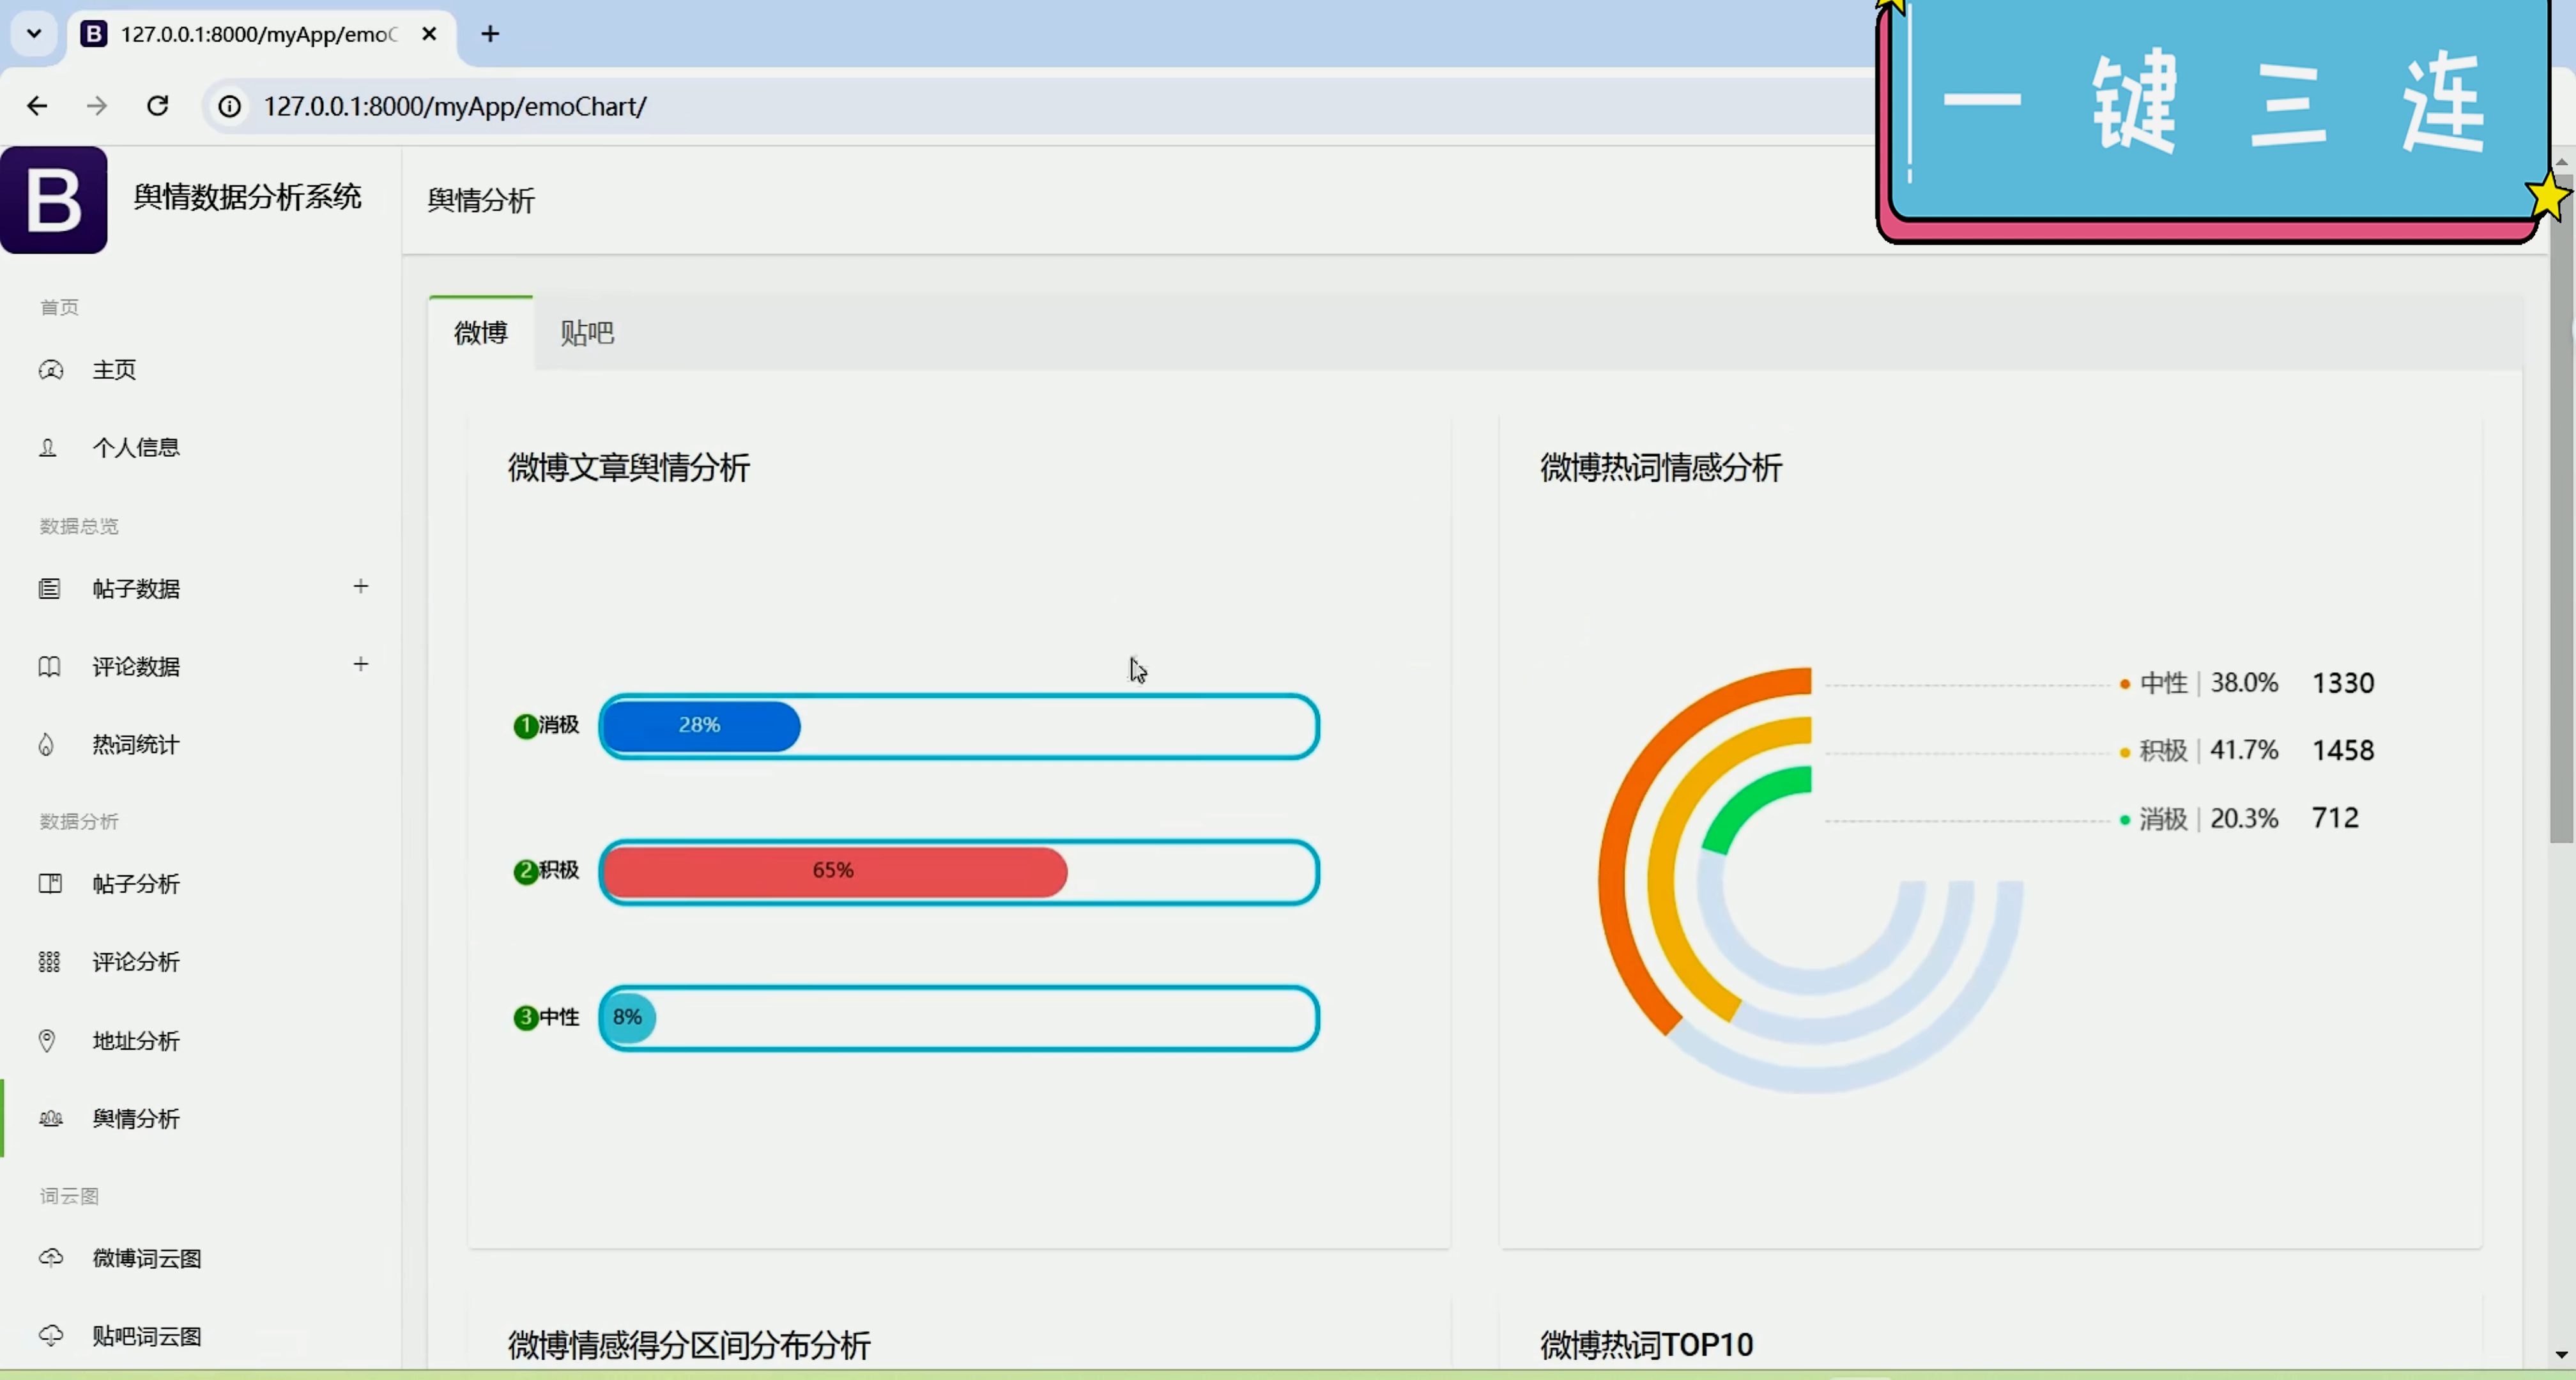 127.0.0.1:8000/myApp/emoC
127.0.0.1:8000/myApp/emoChart/
一键三连
B
舆情数据分析系统
舆情分析
首页
主页
个人信息
数据总览
帖子数据 +
评论数据 +
热词统计
数据分析
帖子分析
评论分析
地址分析
舆情分析
词云图
微博词云图
贴吧词云图
微博 贴吧
微博文章舆情分析
1消极 28%
2积极 65%
3中性 8%
微博热词情感分析
中性 | 38.0% 1330
积极 | 41.7% 1458
消极 | 20.3% 712
微博情感得分区间分布分析
微博热词TOP10